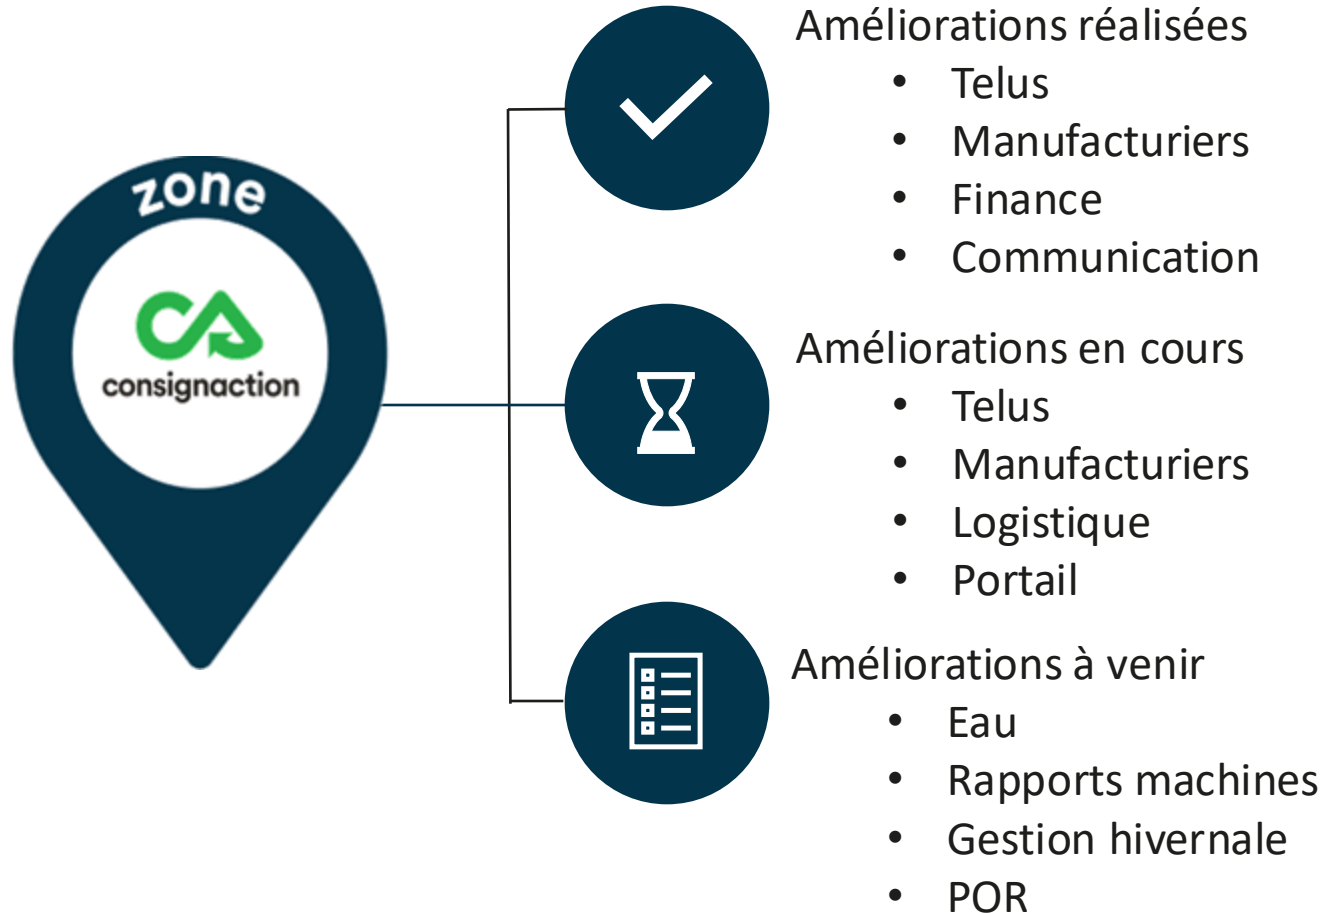 zone
consignaction
Améliorations réalisées
• Telus
• Manufacturiers
• Finance
• Communication
Améliorations en cours
• Telus
• Manufacturiers
• Logistique
• Portail
Améliorations à venir
• Eau
• Rapports machines
• Gestion hivernale
• POR